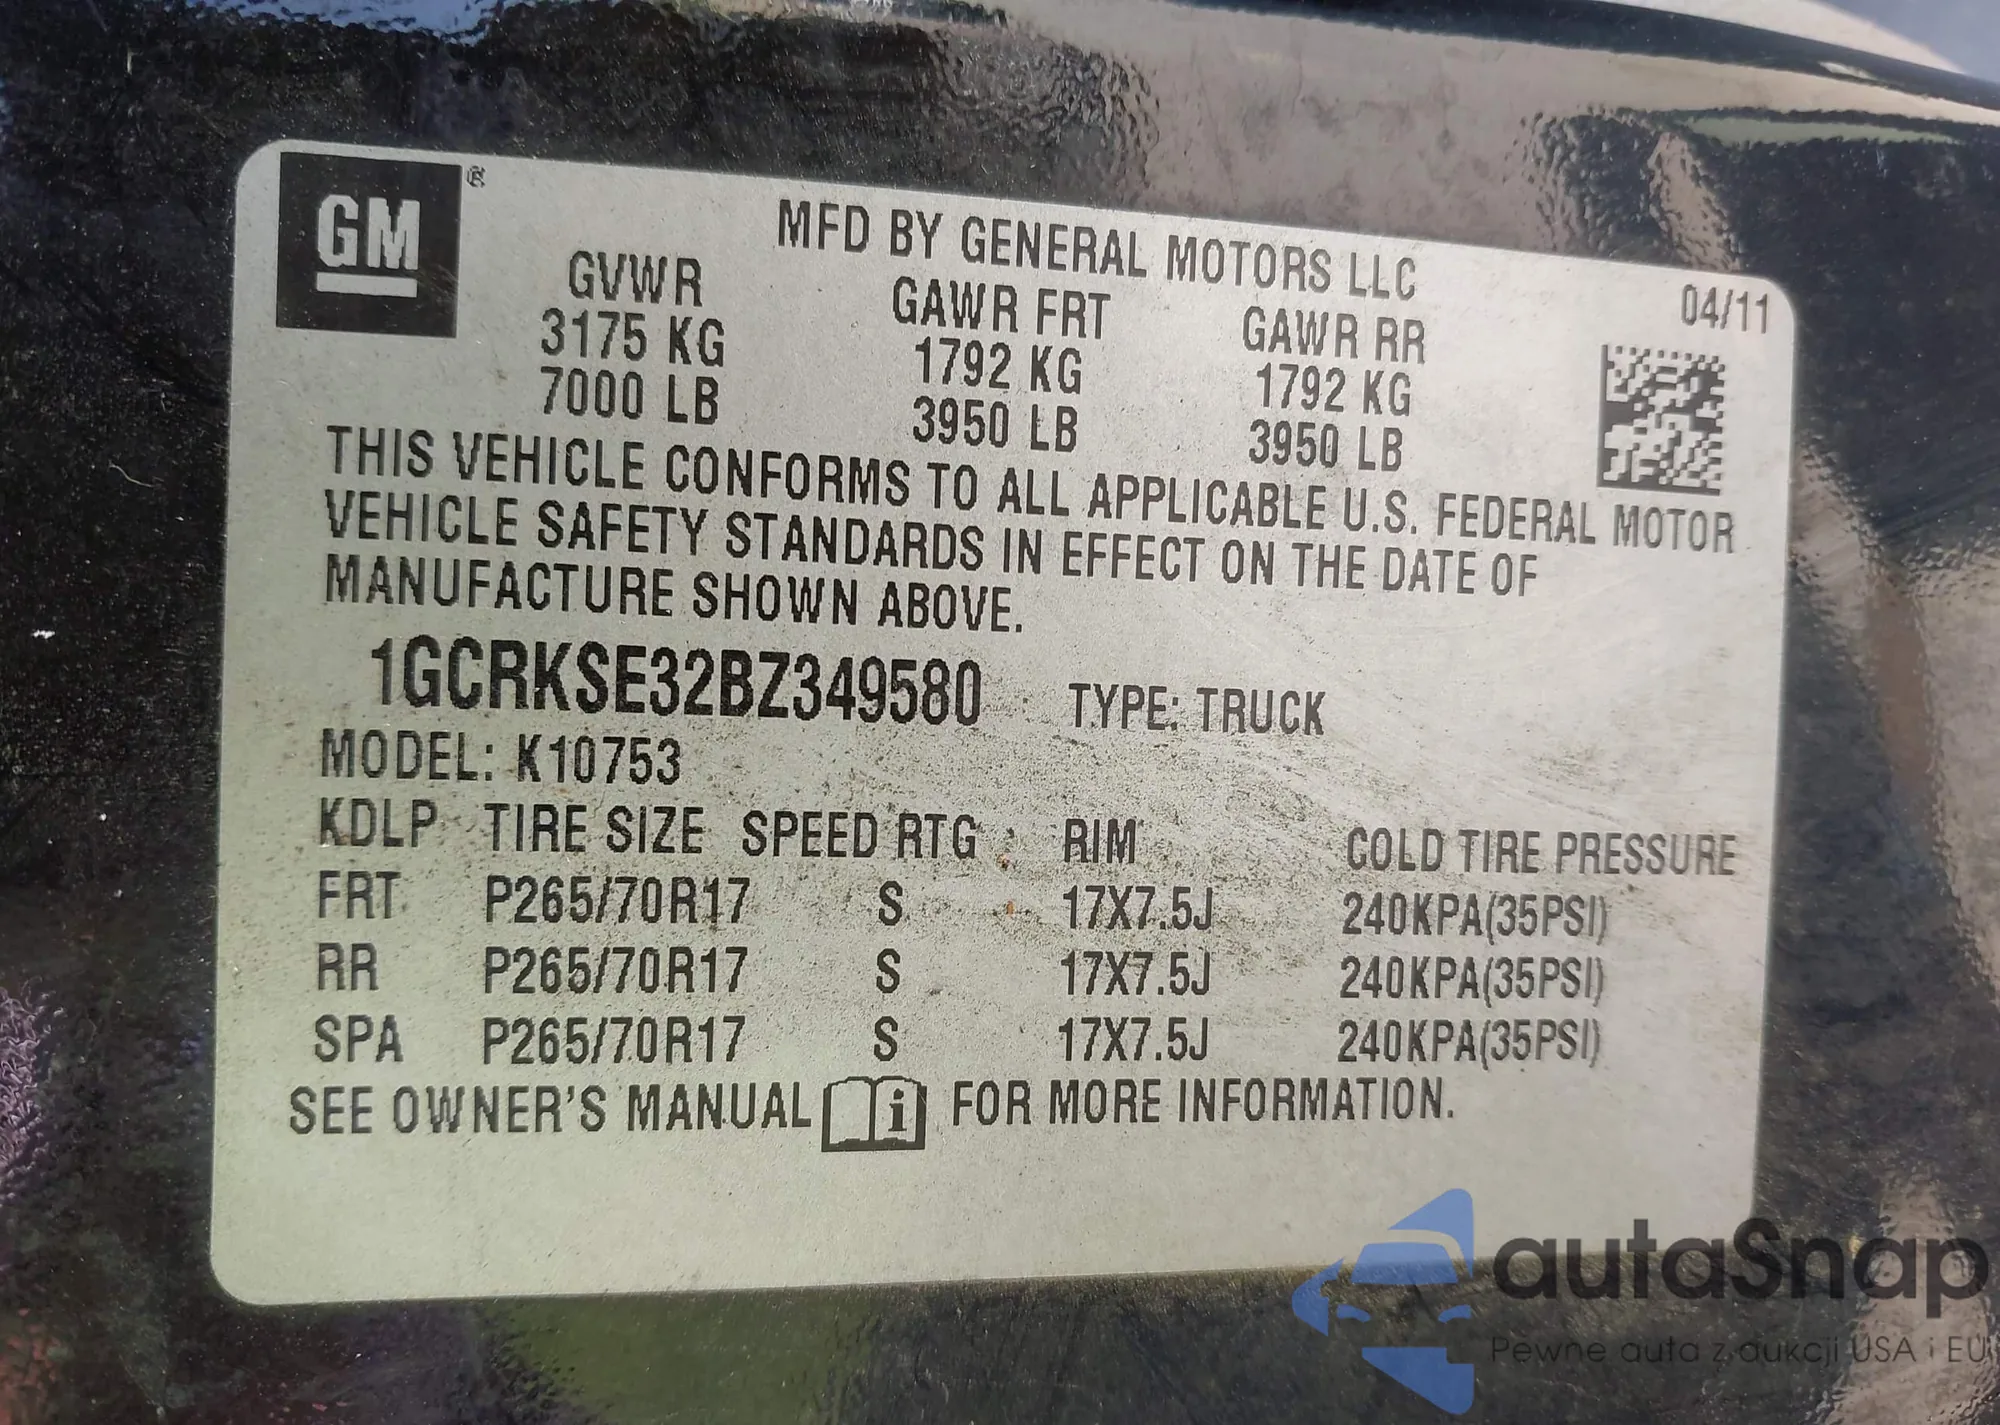 GM ®
MFD BY GENERAL MOTORS LLC
04/11
GVWR GAWR FRT GAWR RR
3175 KG 1792 KG 1792 KG
7000 LB 3950 LB 3950 LB
THIS VEHICLE CONFORMS TO ALL APPLICABLE U.S. FEDERAL MOTOR
VEHICLE SAFETY STANDARDS IN EFFECT ON THE DATE OF
MANUFACTURE SHOWN ABOVE.
1GCRKSE32BZ349580 TYPE: TRUCK
MODEL: K10753
KDLP TIRE SIZE SPEED RTG RIM COLD TIRE PRESSURE
FRT P265/70R17 S 17X7.5J 240KPA(35PSI)
RR P265/70R17 S 17X7.5J 240KPA(35PSI)
SPA P265/70R17 S 17X7.5J 240KPA(35PSI)
SEE OWNER'S MANUAL i FOR MORE INFORMATION.
autaSnap
Pewne auta z aukcji USA i EU